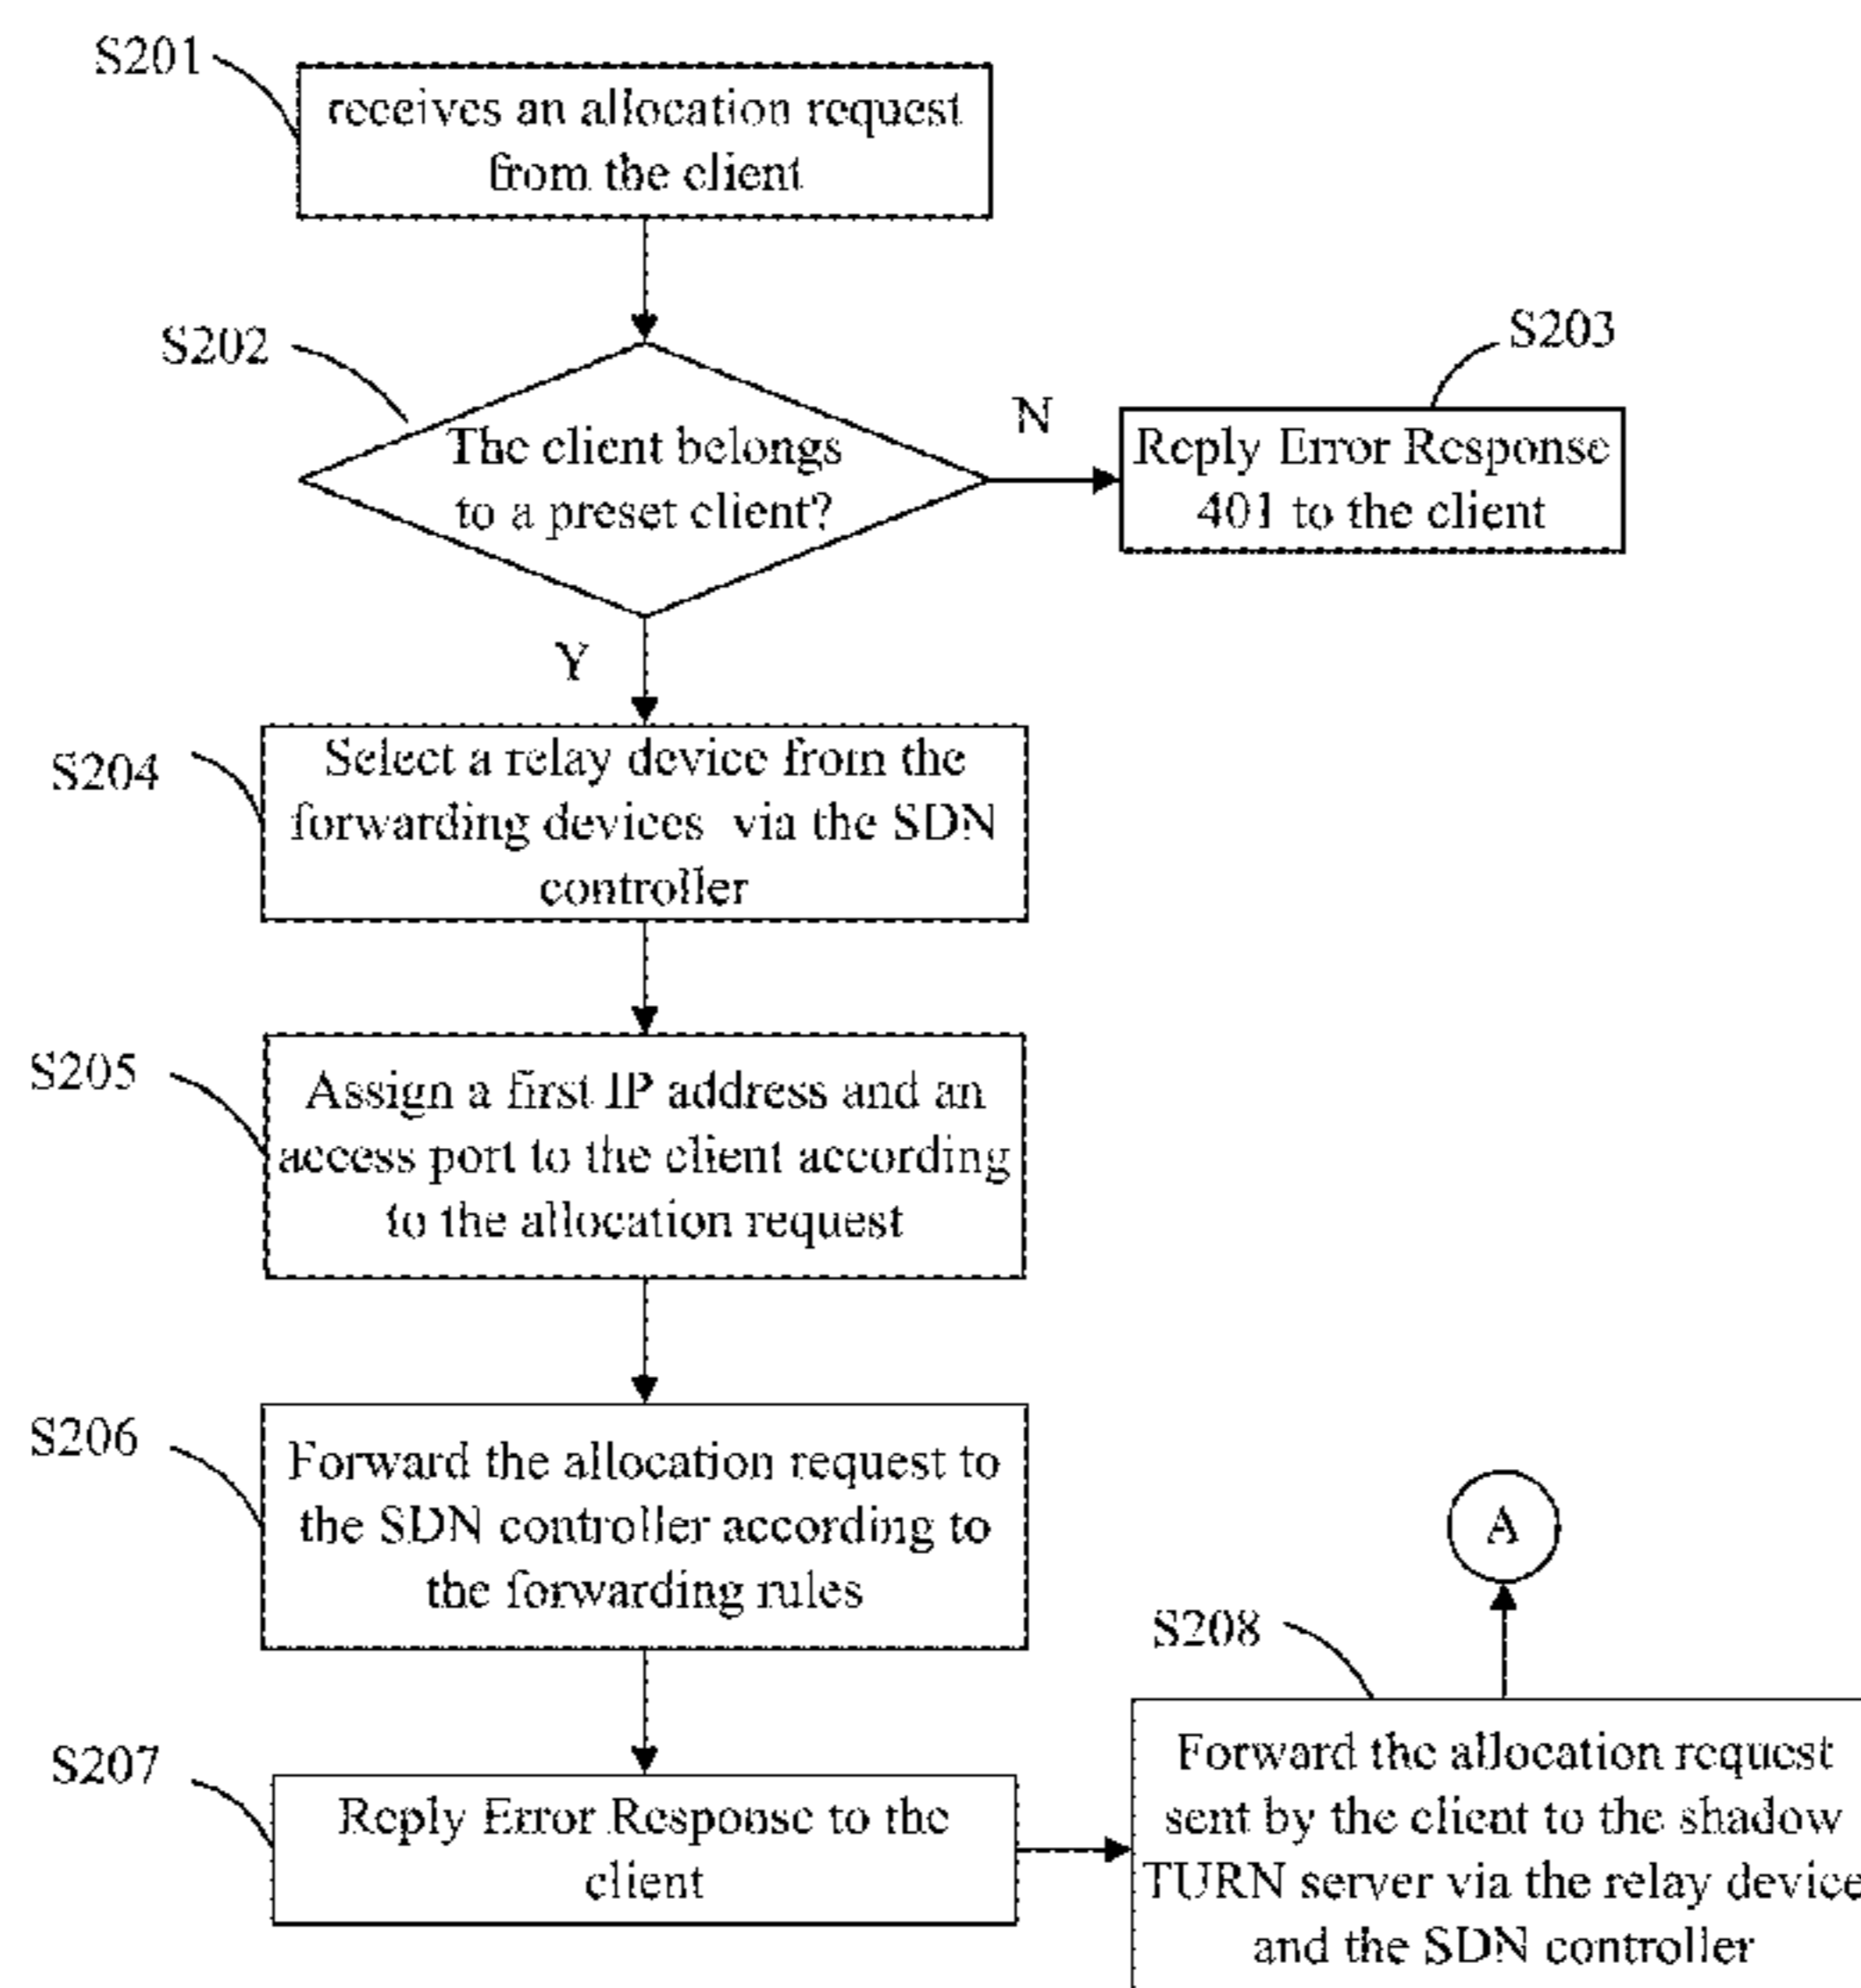 S201
receives an allocation request
from the client
S202
The client belongs
to a preset client?
N
S203
Reply Error Response
401 to the client
Y
S204
Select a relay device from the
forwarding devices via the SDN
controller
S205
Assign a first IP address and an
access port to the client according
to the allocation request
S206
Forward the allocation request to
the SDN controller according to
the forwarding rules
S207
Reply Error Response to the
client
S208
Forward the allocation request
sent by the client to the shadow
TURN server via the relay device
and the SDN controller
A